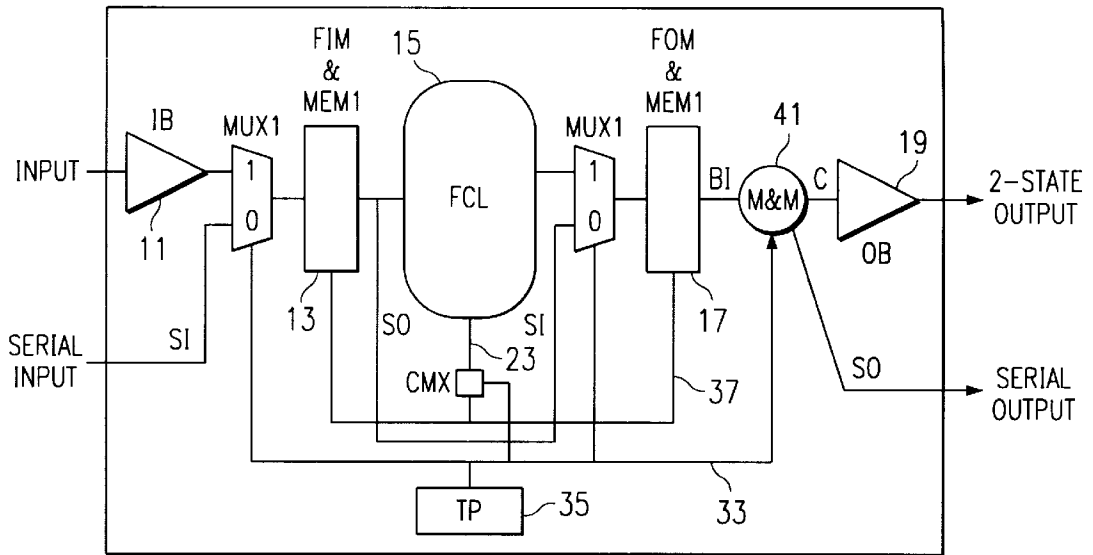 FIM
&
MEM1
15
FOM
&
MEM1
IB
MUX1
MUX1
41
19
INPUT
1
0
FCL
1
0
BI
M&M
C
2-STATE
OUTPUT
11
OB
13
SO
SI
17
SI
23
SERIAL
INPUT
CMX
37
SO
SERIAL
OUTPUT
TP
35
33